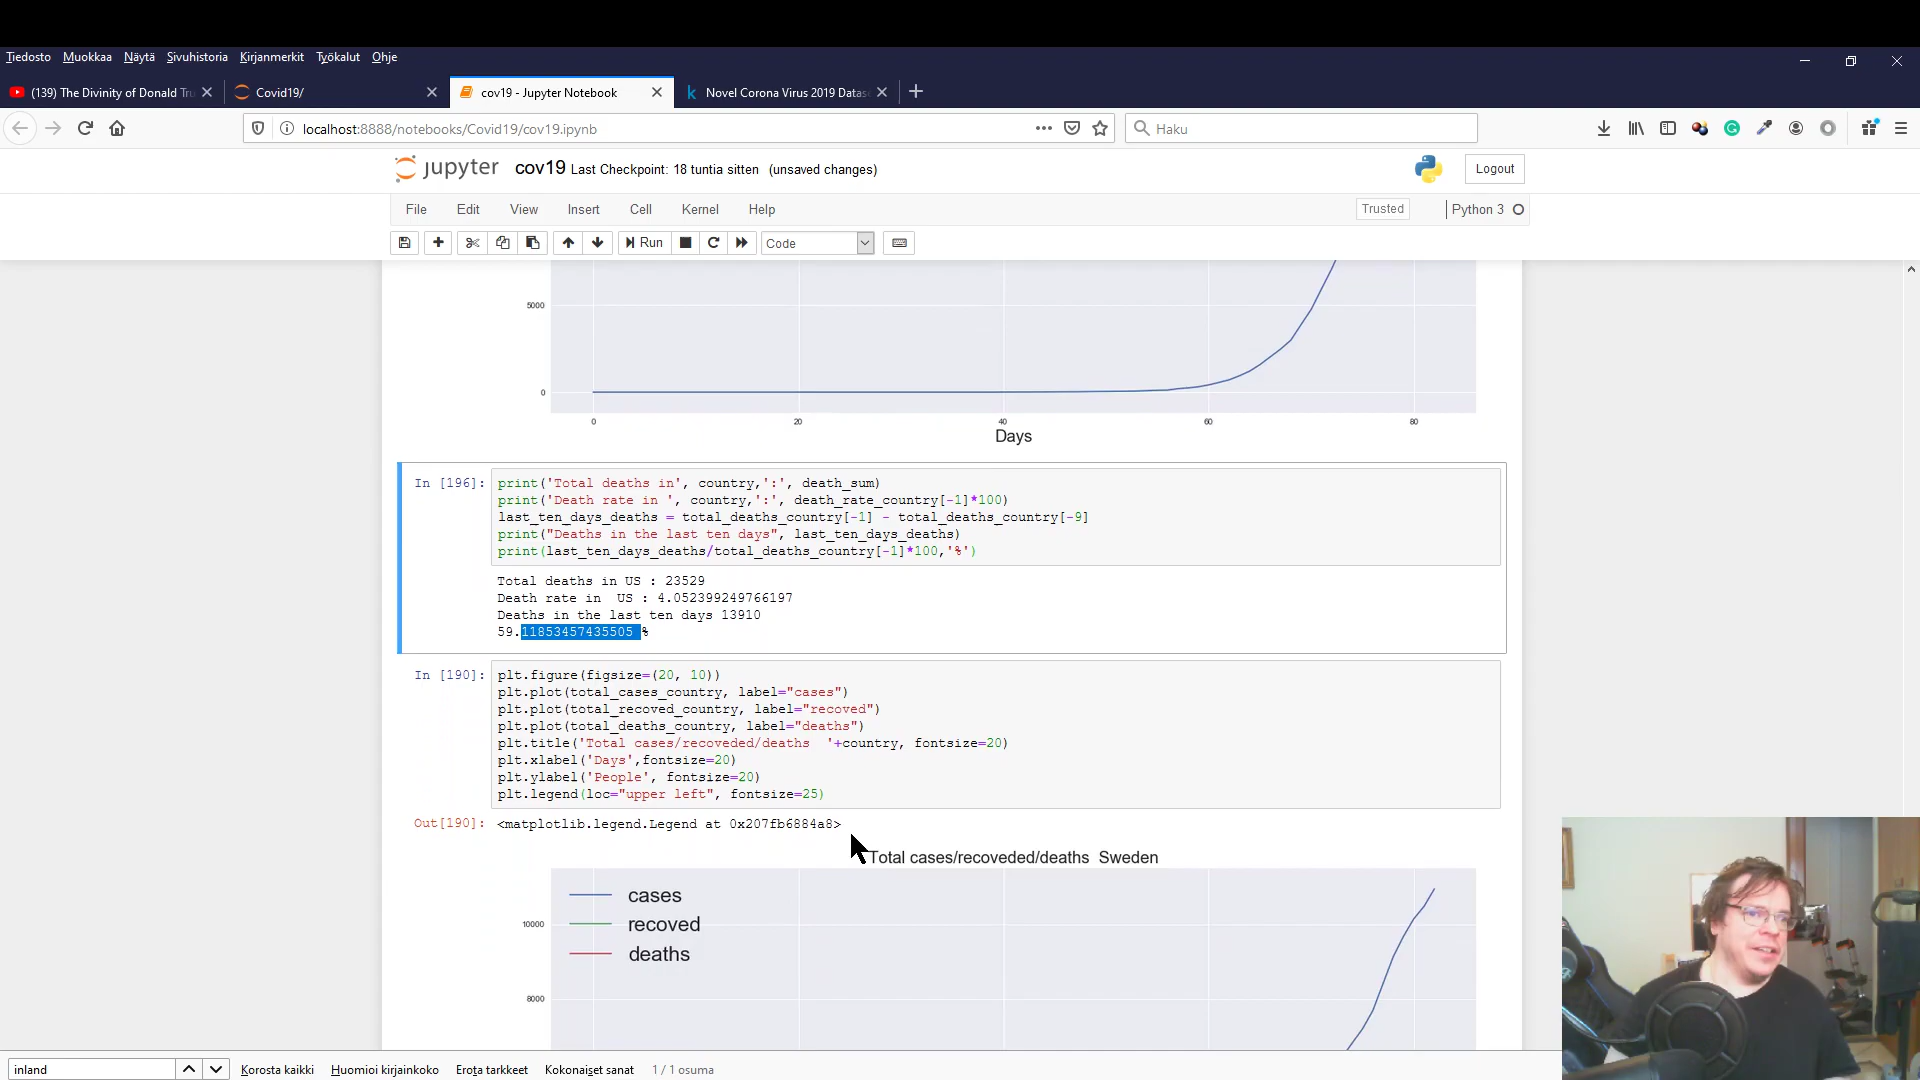 Tiedosto Muokkaa Näytä Sivuhistoria Kirjanmerkit Työkalut Ohje
(139) The Divinity of Donald Tru
Covid19/
cov19 - Jupyter Notebook
Novel Corona Virus 2019 Datas
localhost:8888/notebooks/Covid19/cov19.ipynb
Haku
jupyter cov19 Last Checkpoint: 18 tuntia sitten (unsaved changes)
Logout
File Edit View Insert Cell Kernel Help
Trusted
Python 3
Run
Code
5000
0
0 20 40 60 80
Days
In [196]:
print('Total deaths in', country,':', death_sum)
print('Death rate in ', country,':', death_rate_country[-1]*100)
last_ten_days_deaths = total_deaths_country[-1] - total_deaths_country[-9]
print("Deaths in the last ten days", last_ten_days_deaths)
print(last_ten_days_deaths/total_deaths_country[-1]*100,'%')
Total deaths in US : 23529
Death rate in  US : 4.052399249766197
Deaths in the last ten days 13910
59.11853457435505 %
In [190]:
plt.figure(figsize=(20, 10))
plt.plot(total_cases_country, label="cases")
plt.plot(total_recoved_country, label="recoved")
plt.plot(total_deaths_country, label="deaths")
plt.title('Total cases/recoveded/deaths  '+country, fontsize=20)
plt.xlabel('Days',fontsize=20)
plt.ylabel('People', fontsize=20)
plt.legend(loc="upper left", fontsize=25)
Out[190]:
<matplotlib.legend.Legend at 0x207fb6884a8>
Total cases/recoveded/deaths  Sweden
cases
recoved
deaths
10000
8000
inland
Korosta kaikki Huomioi kirjainkoko Erota tarkkeet Kokonaiset sanat 1 / 1 osuma